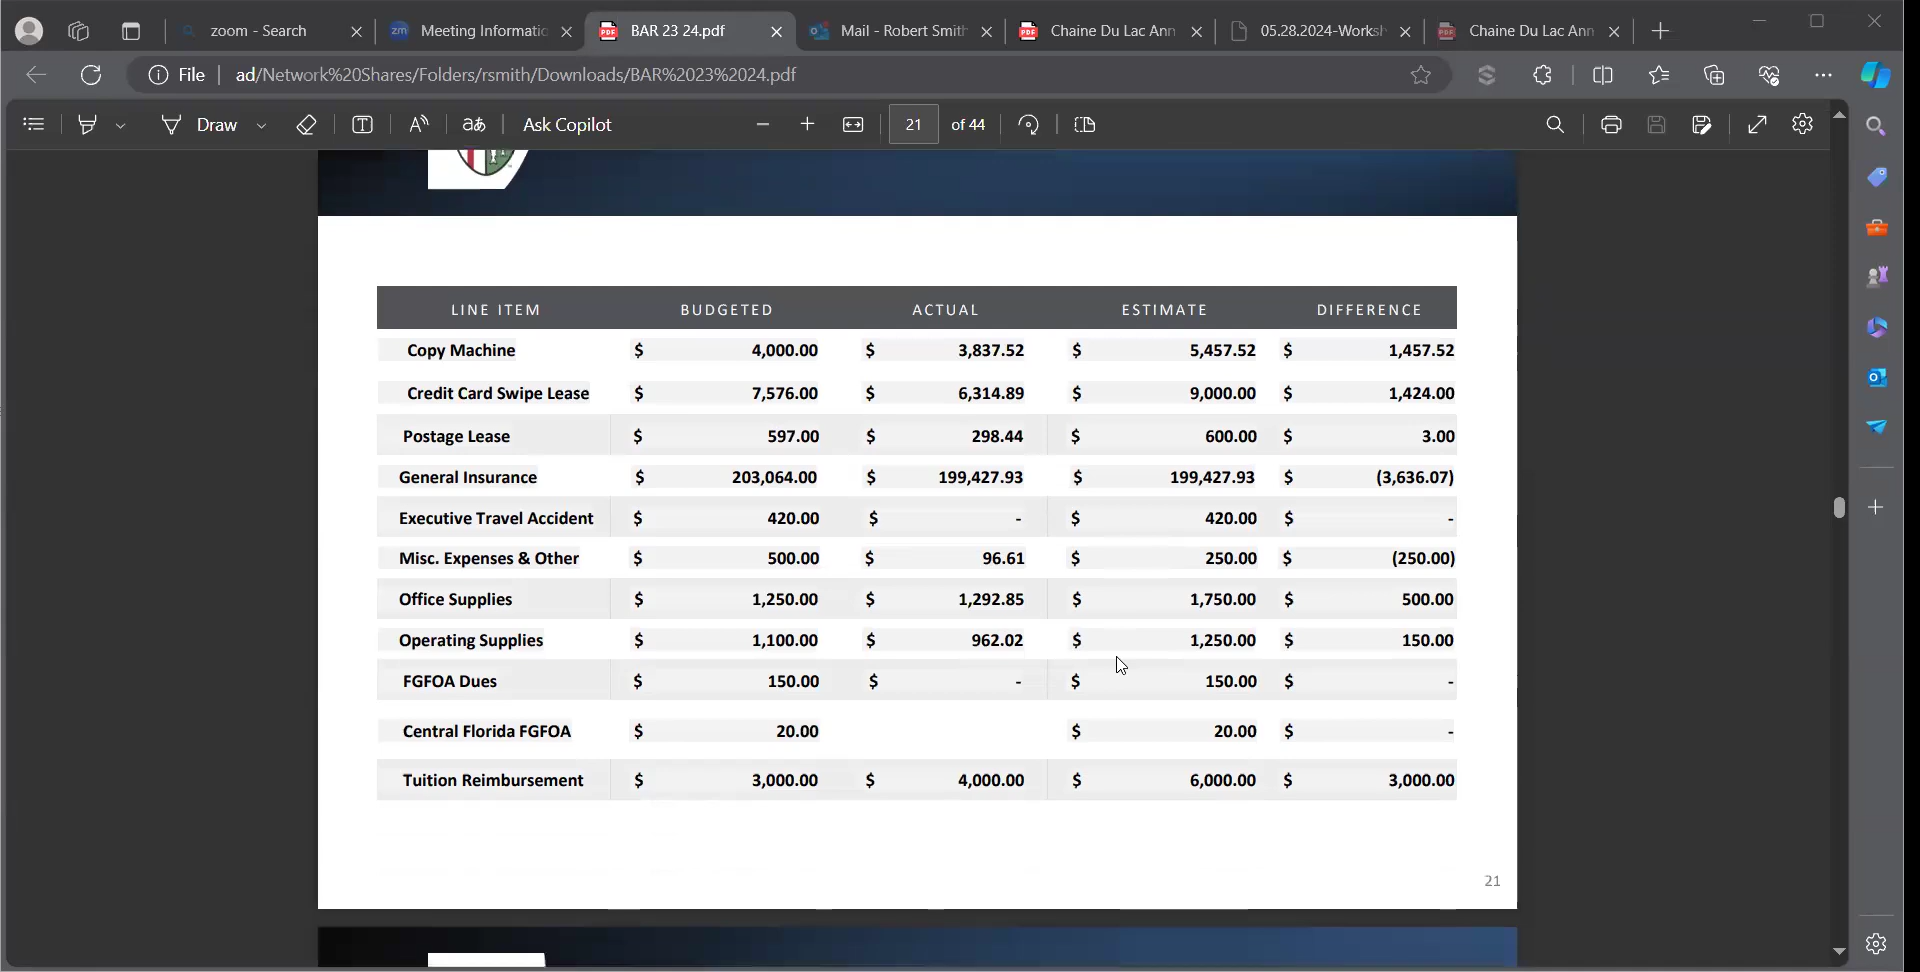 zoom - Search
Meeting Informatio
BAR 23 24.pdf
Mail - Robert Smith
Chaine Du Lac Ann
05.28.2024-Worksh
Chaine Du Lac Ann
File
ad/Network%20Shares/Folders/rsmith/Downloads/BAR%2023%2024.pdf
Draw
Ask Copilot
21 of 44
LINE ITEM BUDGETED ACTUAL ESTIMATE DIFFERENCE
Copy Machine $ 4,000.00 $ 3,837.52 $ 5,457.52 $ 1,457.52
Credit Card Swipe Lease $ 7,576.00 $ 6,314.89 $ 9,000.00 $ 1,424.00
Postage Lease $ 597.00 $ 298.44 $ 600.00 $ 3.00
General Insurance $ 203,064.00 $ 199,427.93 $ 199,427.93 $ (3,636.07)
Executive Travel Accident $ 420.00 $ - $ 420.00 $ -
Misc. Expenses & Other $ 500.00 $ 96.61 $ 250.00 $ (250.00)
Office Supplies $ 1,250.00 $ 1,292.85 $ 1,750.00 $ 500.00
Operating Supplies $ 1,100.00 $ 962.02 $ 1,250.00 $ 150.00
FGFOA Dues $ 150.00 $ - $ 150.00 $ -
Central Florida FGFOA $ 20.00 $ 20.00 $ -
Tuition Reimbursement $ 3,000.00 $ 4,000.00 $ 6,000.00 $ 3,000.00
21